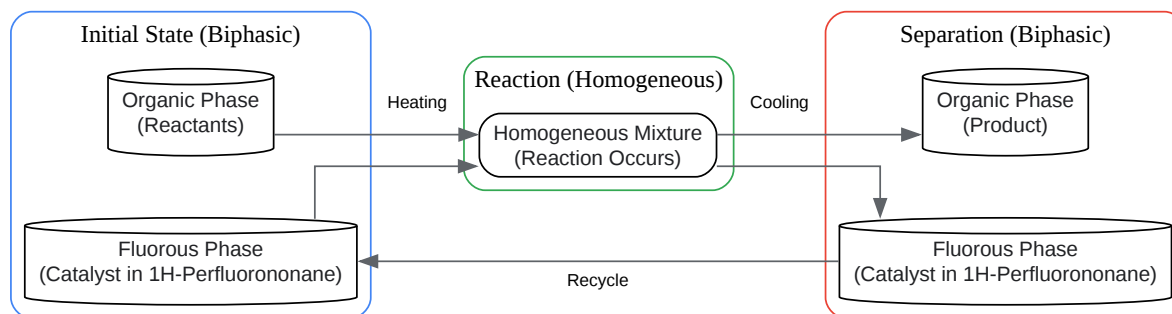 Initial State (Biphasic)
Organic Phase
(Reactants)
Fluorous Phase
(Catalyst in 1H-Perfluorononane)
Heating
Reaction (Homogeneous)
Homogeneous Mixture
(Reaction Occurs)
Cooling
Separation (Biphasic)
Organic Phase
(Product)
Fluorous Phase
(Catalyst in 1H-Perfluorononane)
Recycle